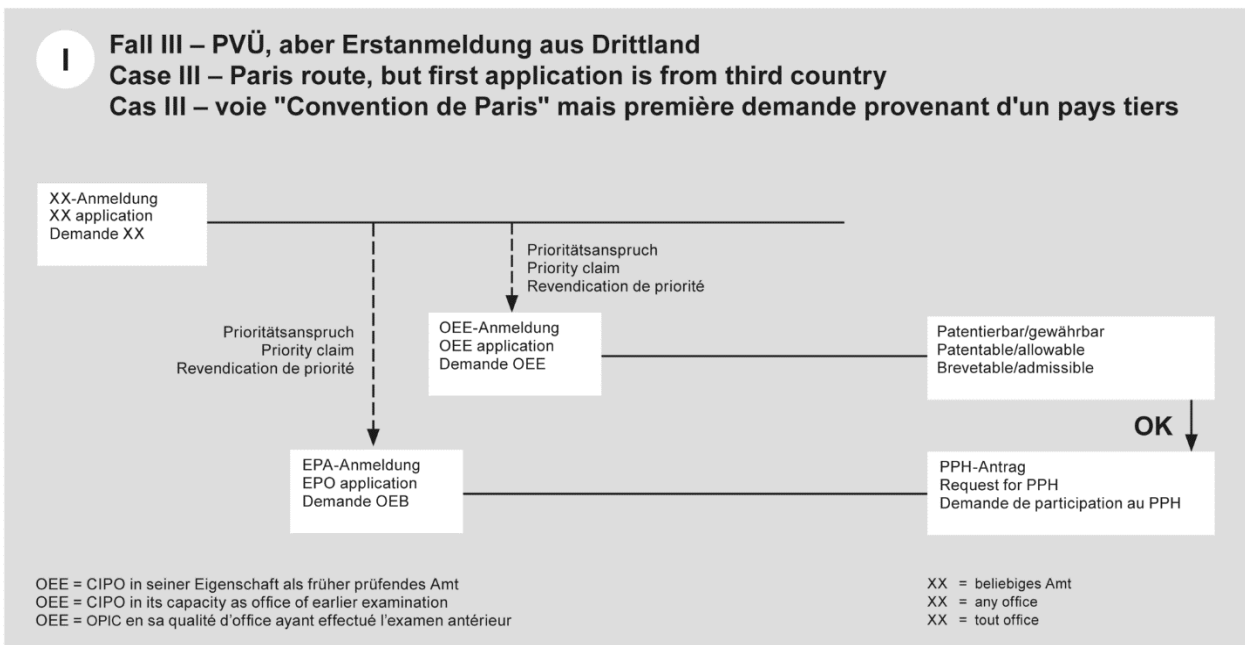 I
Fall III – PVÜ, aber Erstanmeldung aus Drittland
Case III – Paris route, but first application is from third country
Cas III – voie "Convention de Paris" mais première demande provenant d'un pays tiers
XX-Anmeldung
XX application
Demande XX
Prioritätsanspruch
Priority claim
Revendication de priorité
Prioritätsanspruch
Priority claim
Revendication de priorité
OEE-Anmeldung
OEE application
Demande OEE
Patentierbar/gewährbar
Patentable/allowable
Brevetable/admissible
OK
EPA-Anmeldung
EPO application
Demande OEB
PPH-Antrag
Request for PPH
Demande de participation au PPH
OEE = CIPO in seiner Eigenschaft als früher prüfendes Amt
OEE = CIPO in its capacity as office of earlier examination
OEE = OPIC en sa qualité d'office ayant effectué l'examen antérieur
XX = beliebiges Amt
XX = any office
XX = tout office